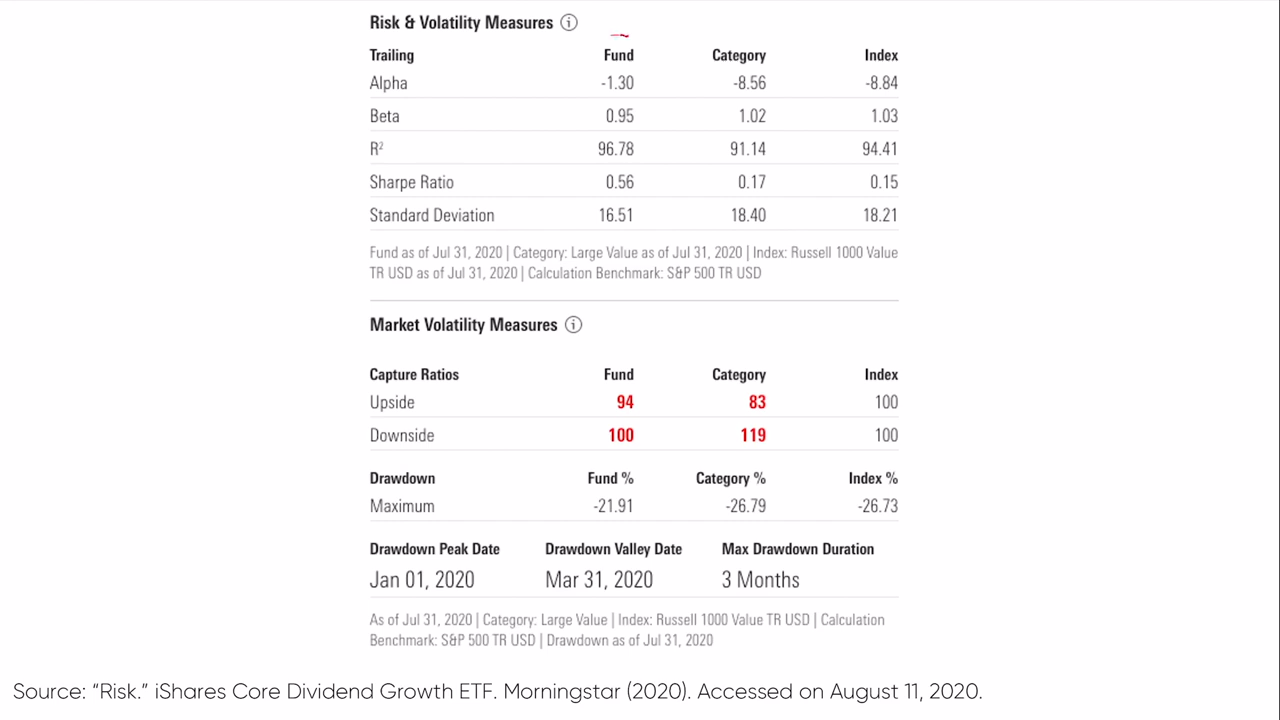 Risk & Volatility Measures ⓘ
Trailing Fund Category Index
Alpha -1.30 -8.56 -8.84
Beta 0.95 1.02 1.03
R² 96.78 91.14 94.41
Sharpe Ratio 0.56 0.17 0.15
Standard Deviation 16.51 18.40 18.21
Fund as of Jul 31, 2020 | Category: Large Value as of Jul 31, 2020 | Index: Russell 1000 Value
TR USD as of Jul 31, 2020 | Calculation Benchmark: S&P 500 TR USD
Market Volatility Measures ⓘ
Capture Ratios Fund Category Index
Upside 94 83 100
Downside 100 119 100
Drawdown Fund % Category % Index %
Maximum -21.91 -26.79 -26.73
Drawdown Peak Date Drawdown Valley Date Max Drawdown Duration
Jan 01, 2020 Mar 31, 2020 3 Months
As of Jul 31, 2020 | Category: Large Value | Index: Russell 1000 Value TR USD | Calculation
Benchmark: S&P 500 TR USD | Drawdown as of Jul 31, 2020
Source: “Risk.” iShares Core Dividend Growth ETF. Morningstar (2020). Accessed on August 11, 2020.